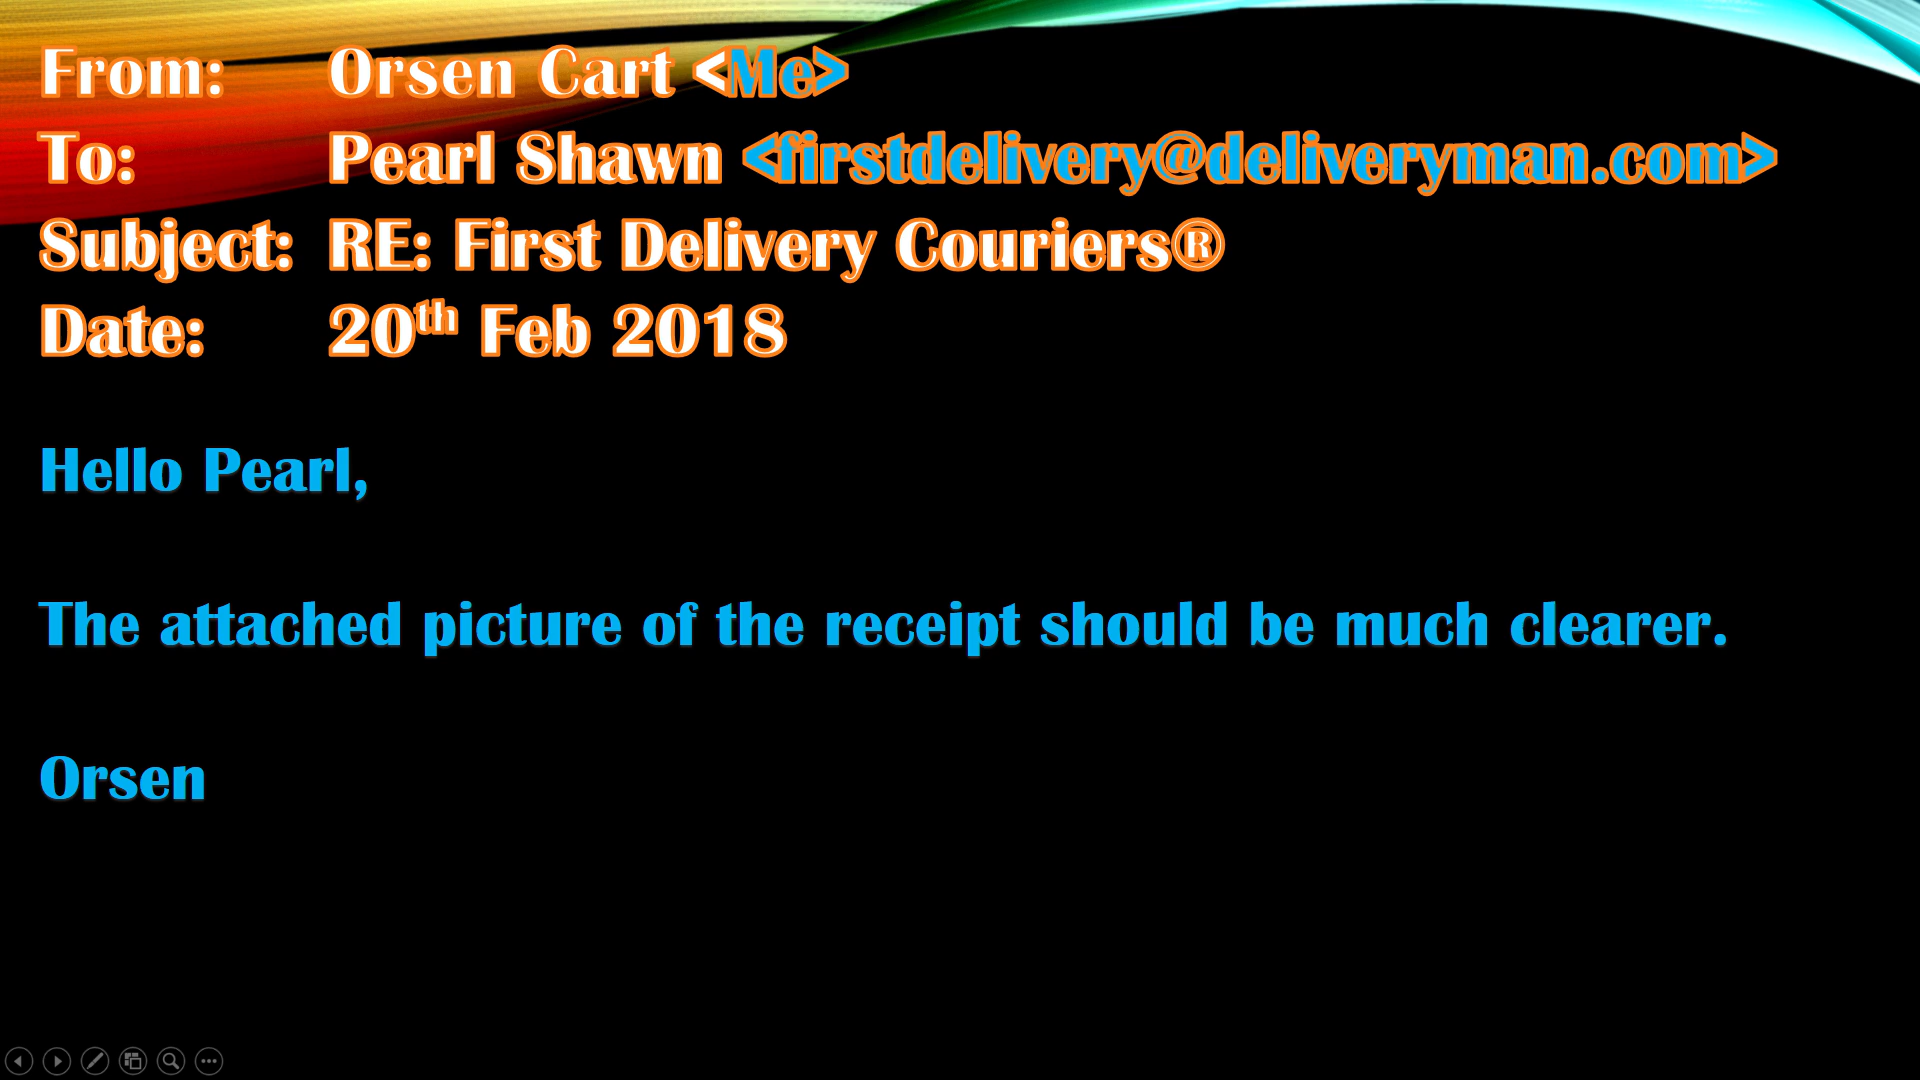 From: Orsen Cart <Me>
To: Pearl Shawn <firstdelivery@deliveryman.com>
Subject: RE: First Delivery Couriers®
Date: 20th Feb 2018
Hello Pearl,
The attached picture of the receipt should be much clearer.
Orsen